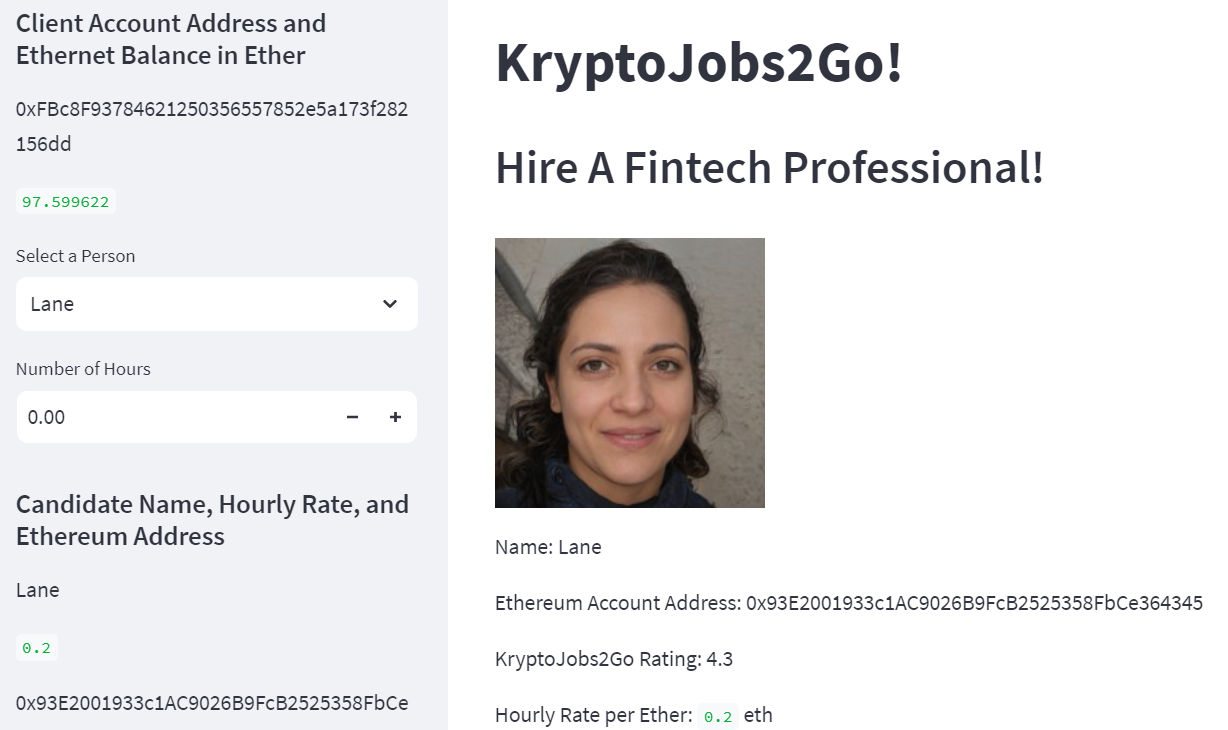 Client Account Address and
Ethernet Balance in Ether
0xFBc8F93784621250356557852e5a173f282
156dd
97.599622
Select a Person
Lane
Number of Hours
0.00
Candidate Name, Hourly Rate, and
Ethereum Address
Lane
0.2
0x93E2001933c1AC9026B9FcB2525358FbCe
KryptoJobs2Go!
Hire A Fintech Professional!
Name: Lane
Ethereum Account Address: 0x93E2001933c1AC9026B9FcB2525358FbCe364345
KryptoJobs2Go Rating: 4.3
Hourly Rate per Ether: 0.2 eth